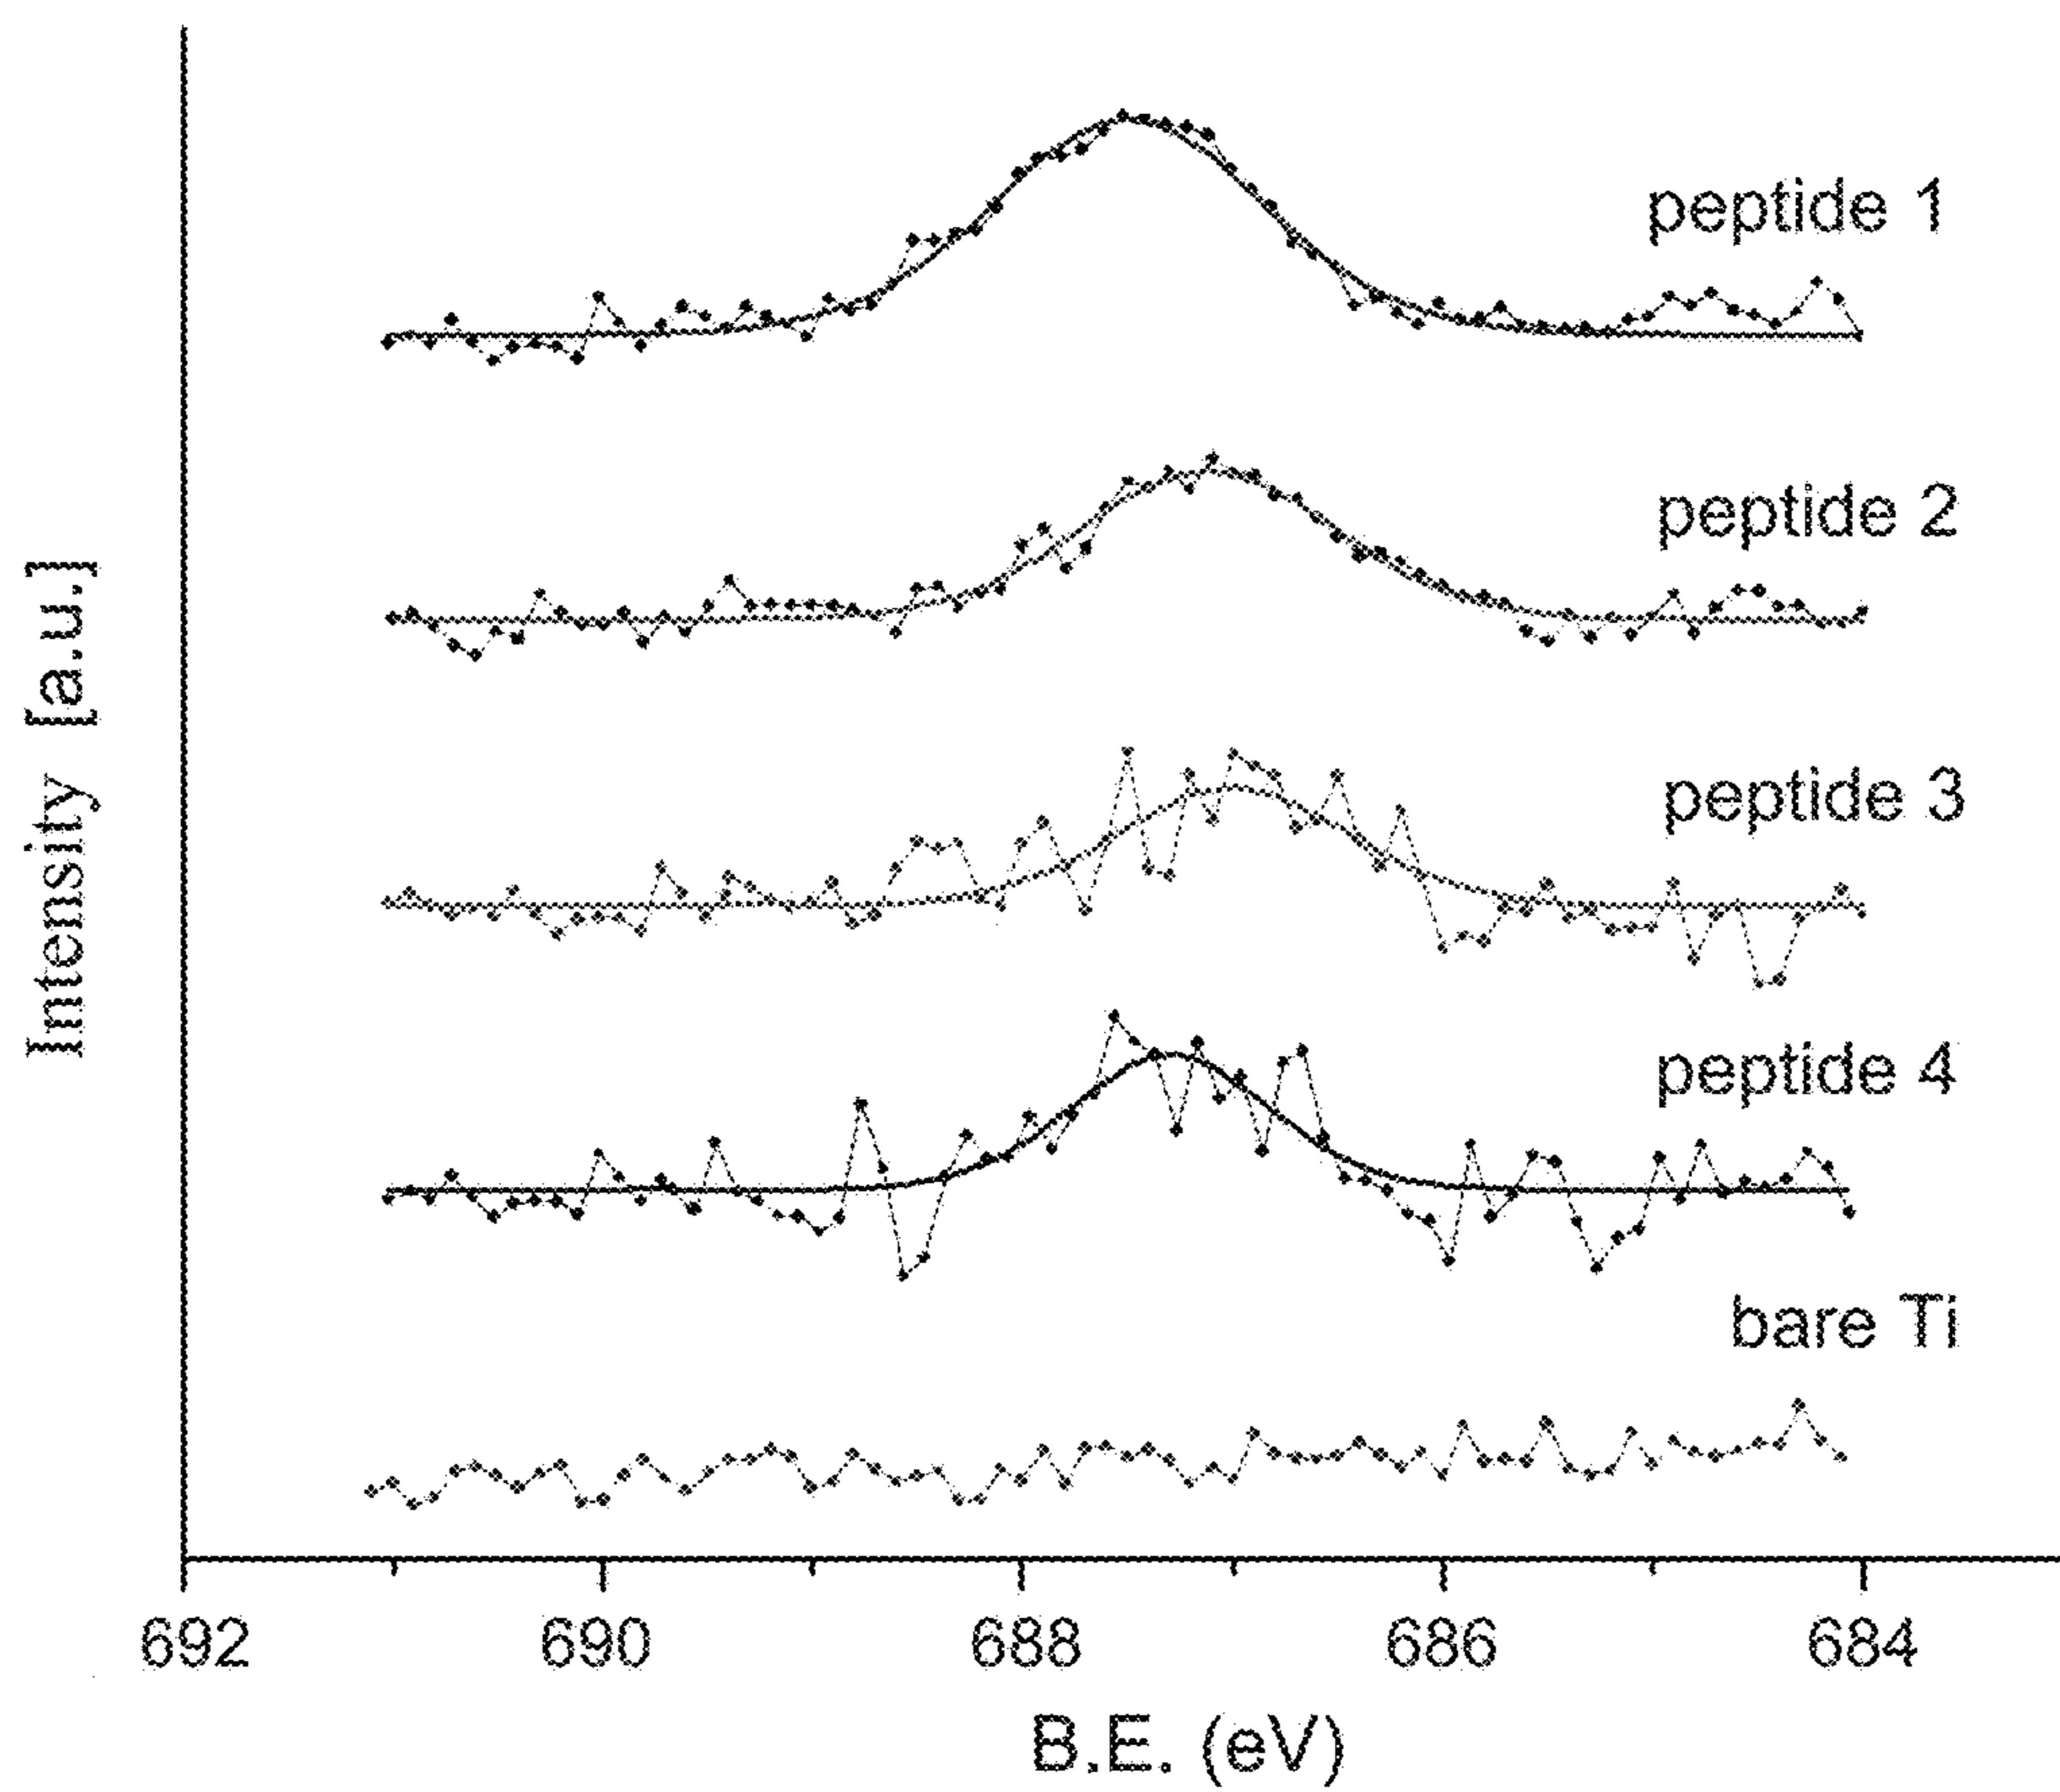 peptide 1
peptide 2
peptide 3
peptide 4
bare Ti
Intensity [a.u.]
692 690 688 686 684
B.E. (eV)